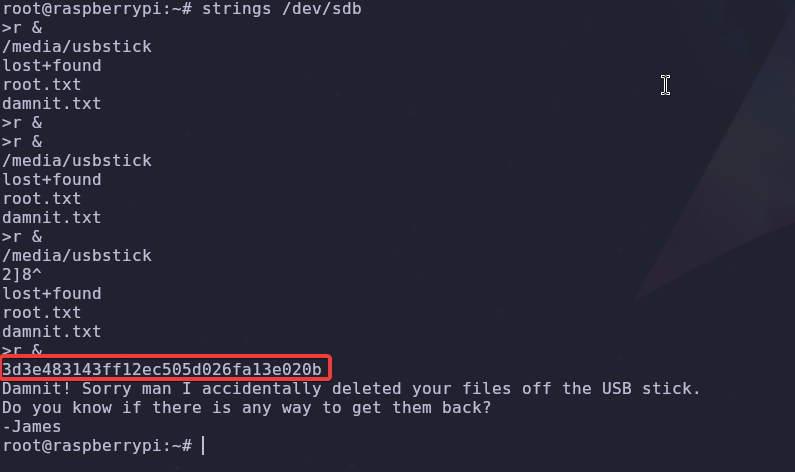 root@raspberrypi:~# strings /dev/sdb
>r &
/media/usbstick
lost+found
root.txt
damnit.txt
>r &
>r &
/media/usbstick
lost+found
root.txt
damnit.txt
>r &
/media/usbstick
2]8^
lost+found
root.txt
damnit.txt
>r &
3d3e483143ff12ec505d026fa13e020b
Damnit! Sorry man I accidentally deleted your files off the USB stick.
Do you know if there is any way to get them back?
-James
root@raspberrypi:~#